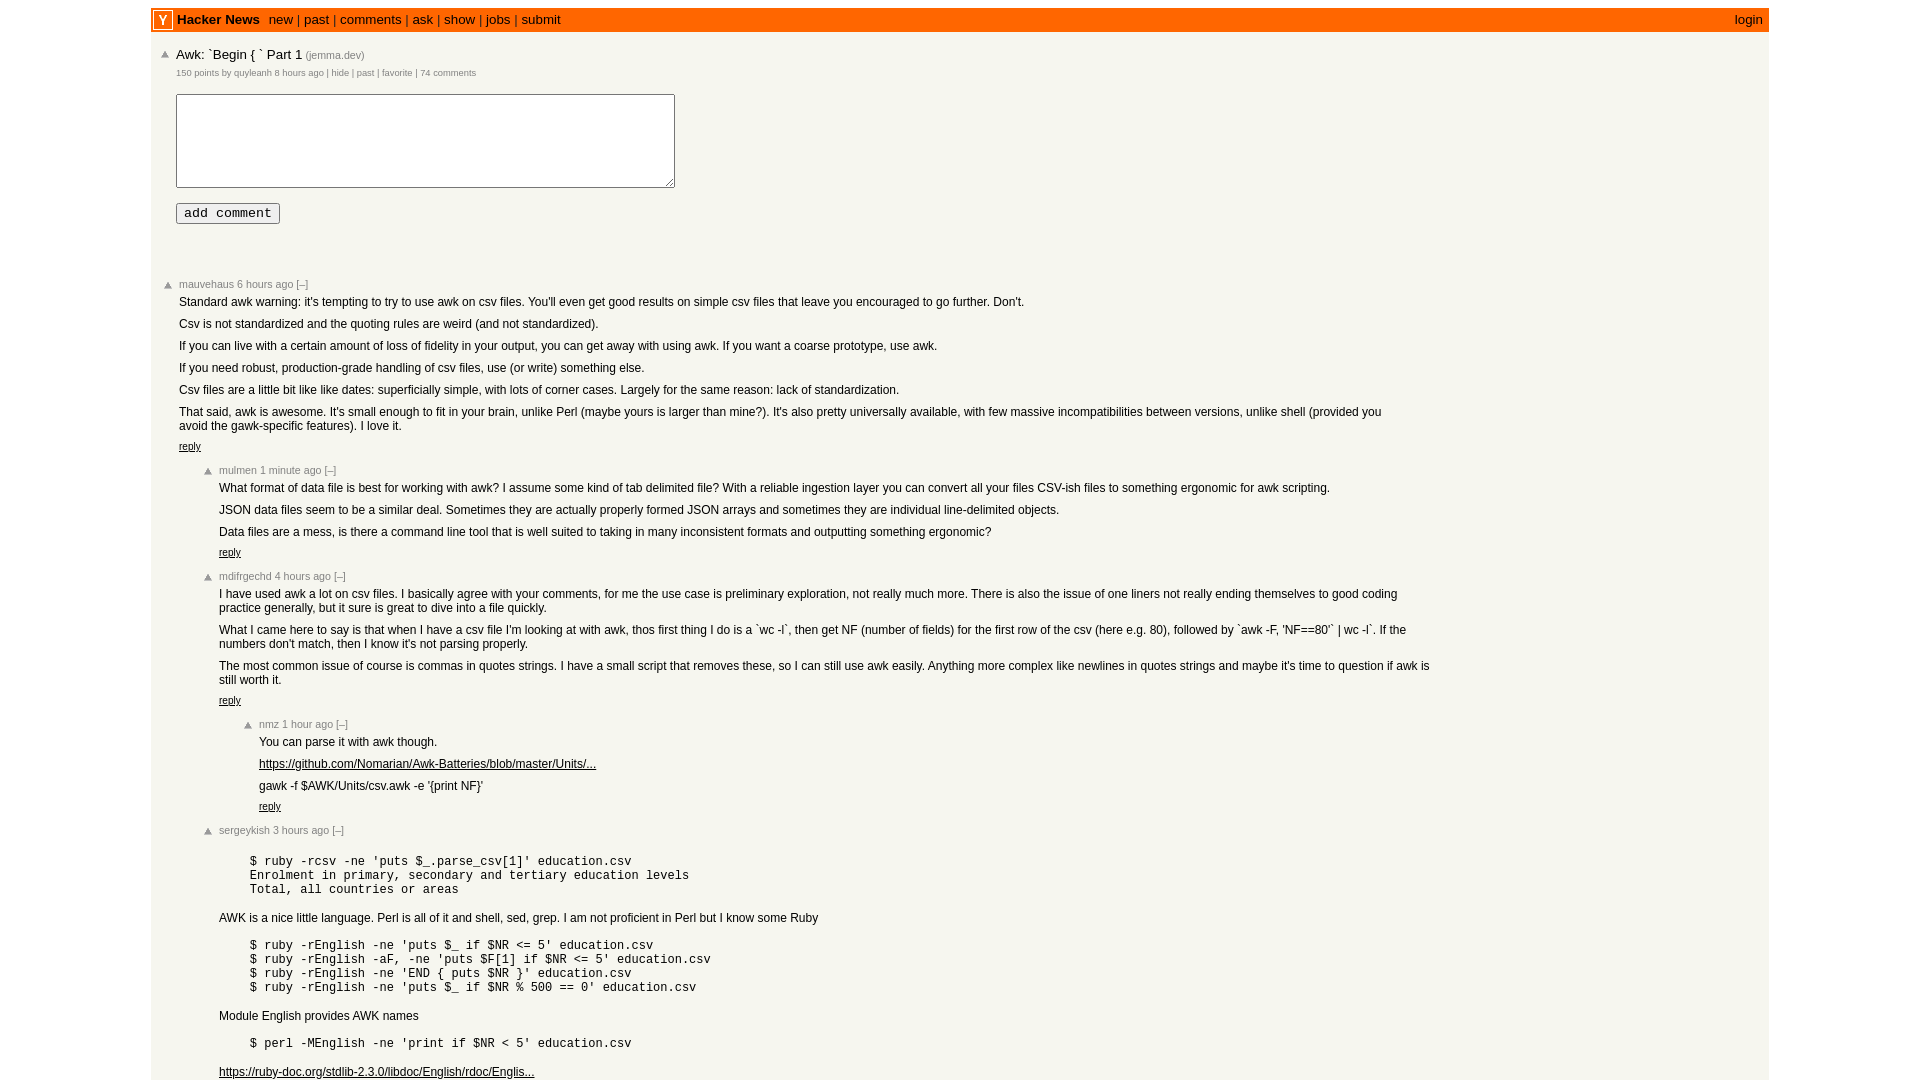 Y Hacker News new | past | comments | ask | show | jobs | submit login
Awk: `Begin { ` Part 1 (jemma.dev)
150 points by quyleanh 8 hours ago | hide | past | favorite | 74 comments
add comment
mauvehaus 6 hours ago [–]
Standard awk warning: it's tempting to try to use awk on csv files. You'll even get good results on simple csv files that leave you encouraged to go further. Don't.
Csv is not standardized and the quoting rules are weird (and not standardized).
If you can live with a certain amount of loss of fidelity in your output, you can get away with using awk. If you want a coarse prototype, use awk.
If you need robust, production-grade handling of csv files, use (or write) something else.
Csv files are a little bit like like dates: superficially simple, with lots of corner cases. Largely for the same reason: lack of standardization.
That said, awk is awesome. It's small enough to fit in your brain, unlike Perl (maybe yours is larger than mine?). It's also pretty universally available, with few massive incompatibilities between versions, unlike shell (provided you
avoid the gawk-specific features). I love it.
reply
mulmen 1 minute ago [–]
What format of data file is best for working with awk? I assume some kind of tab delimited file? With a reliable ingestion layer you can convert all your files CSV-ish files to something ergonomic for awk scripting.
JSON data files seem to be a similar deal. Sometimes they are actually properly formed JSON arrays and sometimes they are individual line-delimited objects.
Data files are a mess, is there a command line tool that is well suited to taking in many inconsistent formats and outputting something ergonomic?
reply
mdifrgechd 4 hours ago [–]
I have used awk a lot on csv files. I basically agree with your comments, for me the use case is preliminary exploration, not really much more. There is also the issue of one liners not really ending themselves to good coding
practice generally, but it sure is great to dive into a file quickly.
What I came here to say is that when I have a csv file I'm looking at with awk, thos first thing I do is a `wc -l`, then get NF (number of fields) for the first row of the csv (here e.g. 80), followed by `awk -F, 'NF==80'` | wc -l`. If the
numbers don't match, then I know it's not parsing properly.
The most common issue of course is commas in quotes strings. I have a small script that removes these, so I can still use awk easily. Anything more complex like newlines in quotes strings and maybe it's time to question if awk is
still worth it.
reply
nmz 1 hour ago [–]
You can parse it with awk though.
https://github.com/Nomarian/Awk-Batteries/blob/master/Units/...
gawk -f $AWK/Units/csv.awk -e '{print NF}'
reply
sergeykish 3 hours ago [–]
$ ruby -rcsv -ne 'puts $_.parse_csv[1]' education.csv
Enrolment in primary, secondary and tertiary education levels
Total, all countries or areas
AWK is a nice little language. Perl is all of it and shell, sed, grep. I am not proficient in Perl but I know some Ruby
$ ruby -rEnglish -ne 'puts $_ if $NR <= 5' education.csv
$ ruby -rEnglish -aF, -ne 'puts $F[1] if $NR <= 5' education.csv
$ ruby -rEnglish -ne 'END { puts $NR }' education.csv
$ ruby -rEnglish -ne 'puts $_ if $NR % 500 == 0' education.csv
Module English provides AWK names
$ perl -MEnglish -ne 'print if $NR < 5' education.csv
https://ruby-doc.org/stdlib-2.3.0/libdoc/English/rdoc/Englis...